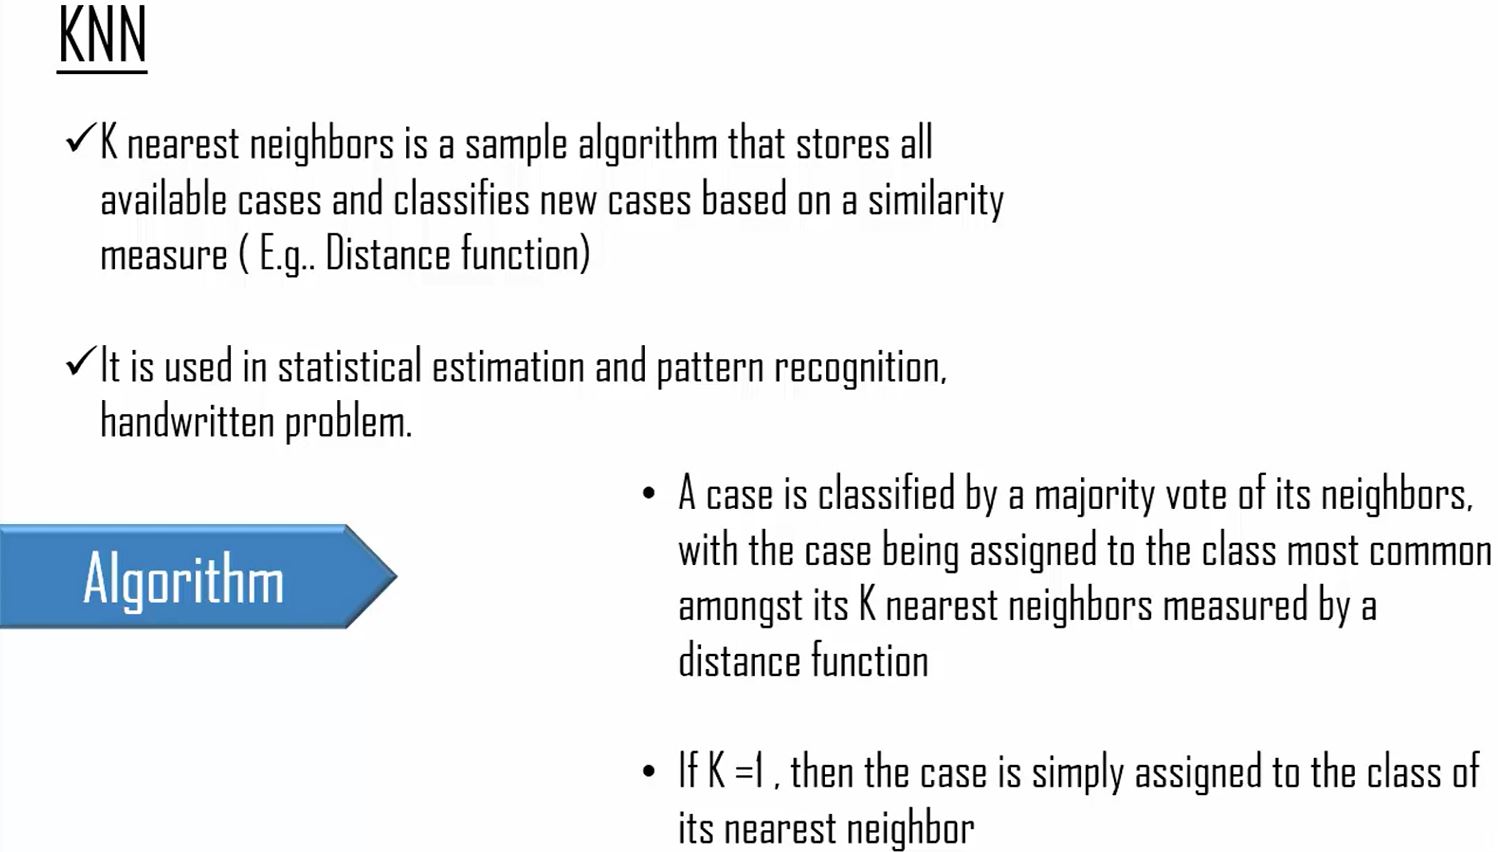 KNN
✓K nearest neighbors is a sample algorithm that stores all
available cases and classifies new cases based on a similarity
measure ( E.g.. Distance function)
✓It is used in statistical estimation and pattern recognition,
handwritten problem.
Algorithm
• A case is classified by a majority vote of its neighbors,
with the case being assigned to the class most common
amongst its K nearest neighbors measured by a
distance function
• If K =1 , then the case is simply assigned to the class of
its nearest neighbor